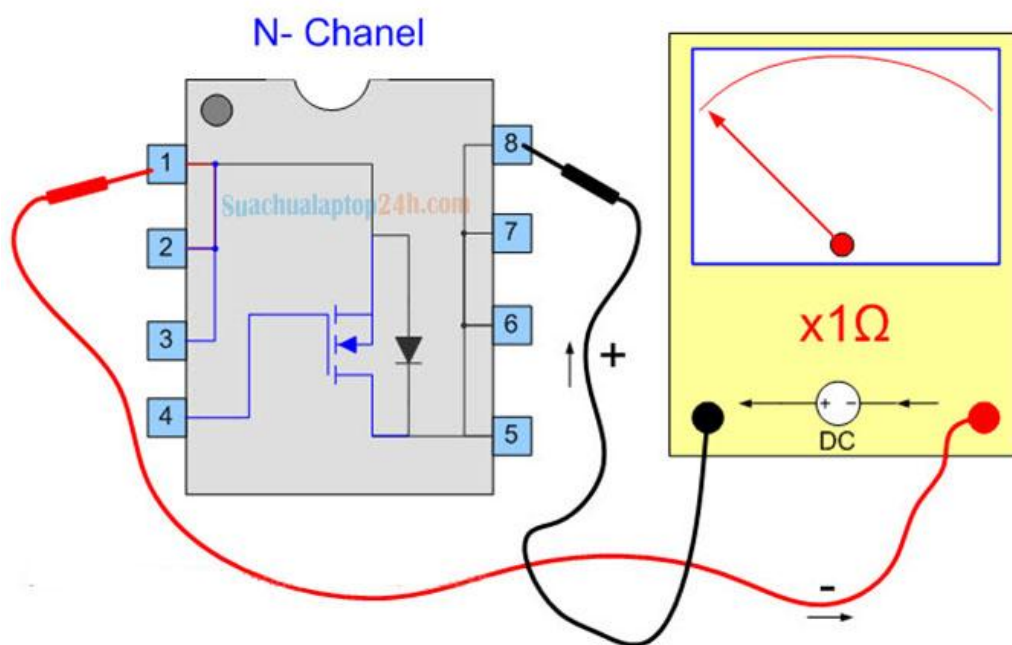 N- Chanel
1
8
Suachualaptop24h.com
2
7
3
6
4
5
x1Ω
+
+ −
DC
-